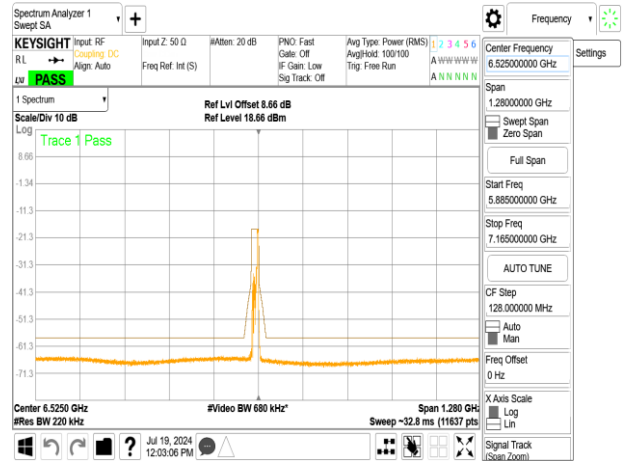 Spectrum Analyzer 1
Swept SA
Frequency
KEYSIGHT
Input: RF
Coupling: DC
Align: Auto
Input Z: 50 Ω
Freq Ref: Int (S)
#Atten: 20 dB
PNO: Fast
Gate: Off
IF Gain: Low
Sig Track: Off
Avg Type: Power (RMS)
Avg|Hold: 100/100
Trig: Free Run
1 2 3 4 5 6
A W W W W W
A N N N N N
R L
LXI
PASS
1 Spectrum
Scale/Div 10 dB
Ref Lvl Offset 8.66 dB
Ref Level 18.66 dBm
Log
Trace 1 Pass
8.66
-1.34
-11.3
-21.3
-31.3
-41.3
-51.3
-61.3
-71.3
Center 6.5250 GHz
#Video BW 680 kHz*
Span 1.280 GHz
#Res BW 220 kHz
Sweep ~32.8 ms (11637 pts
Center Frequency
6.525000000 GHz
Settings
Span
1.28000000 GHz
Swept Span
Zero Span
Full Span
Start Freq
5.885000000 GHz
Stop Freq
7.165000000 GHz
AUTO TUNE
CF Step
128.000000 MHz
Auto
Man
Freq Offset
0 Hz
X Axis Scale
Log
Lin
Signal Track
(Span Zoom)
?
Jul 19, 2024
12:03:06 PM